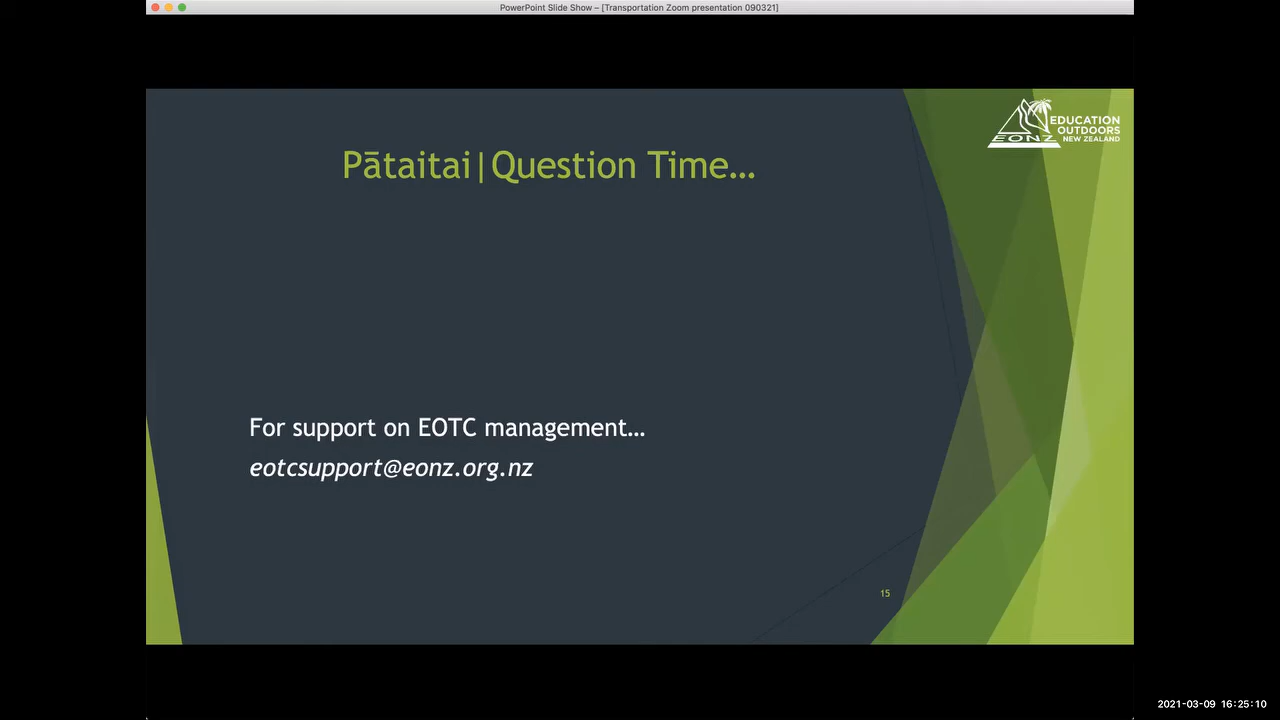 PowerPoint Slide Show – [Transportation Zoom presentation 090321]
EONZ
EDUCATION
OUTDOORS
NEW ZEALAND
Pātaitai|Question Time…
For support on EOTC management…
eotcsupport@eonz.org.nz
15
2021-03-09 16:25:10